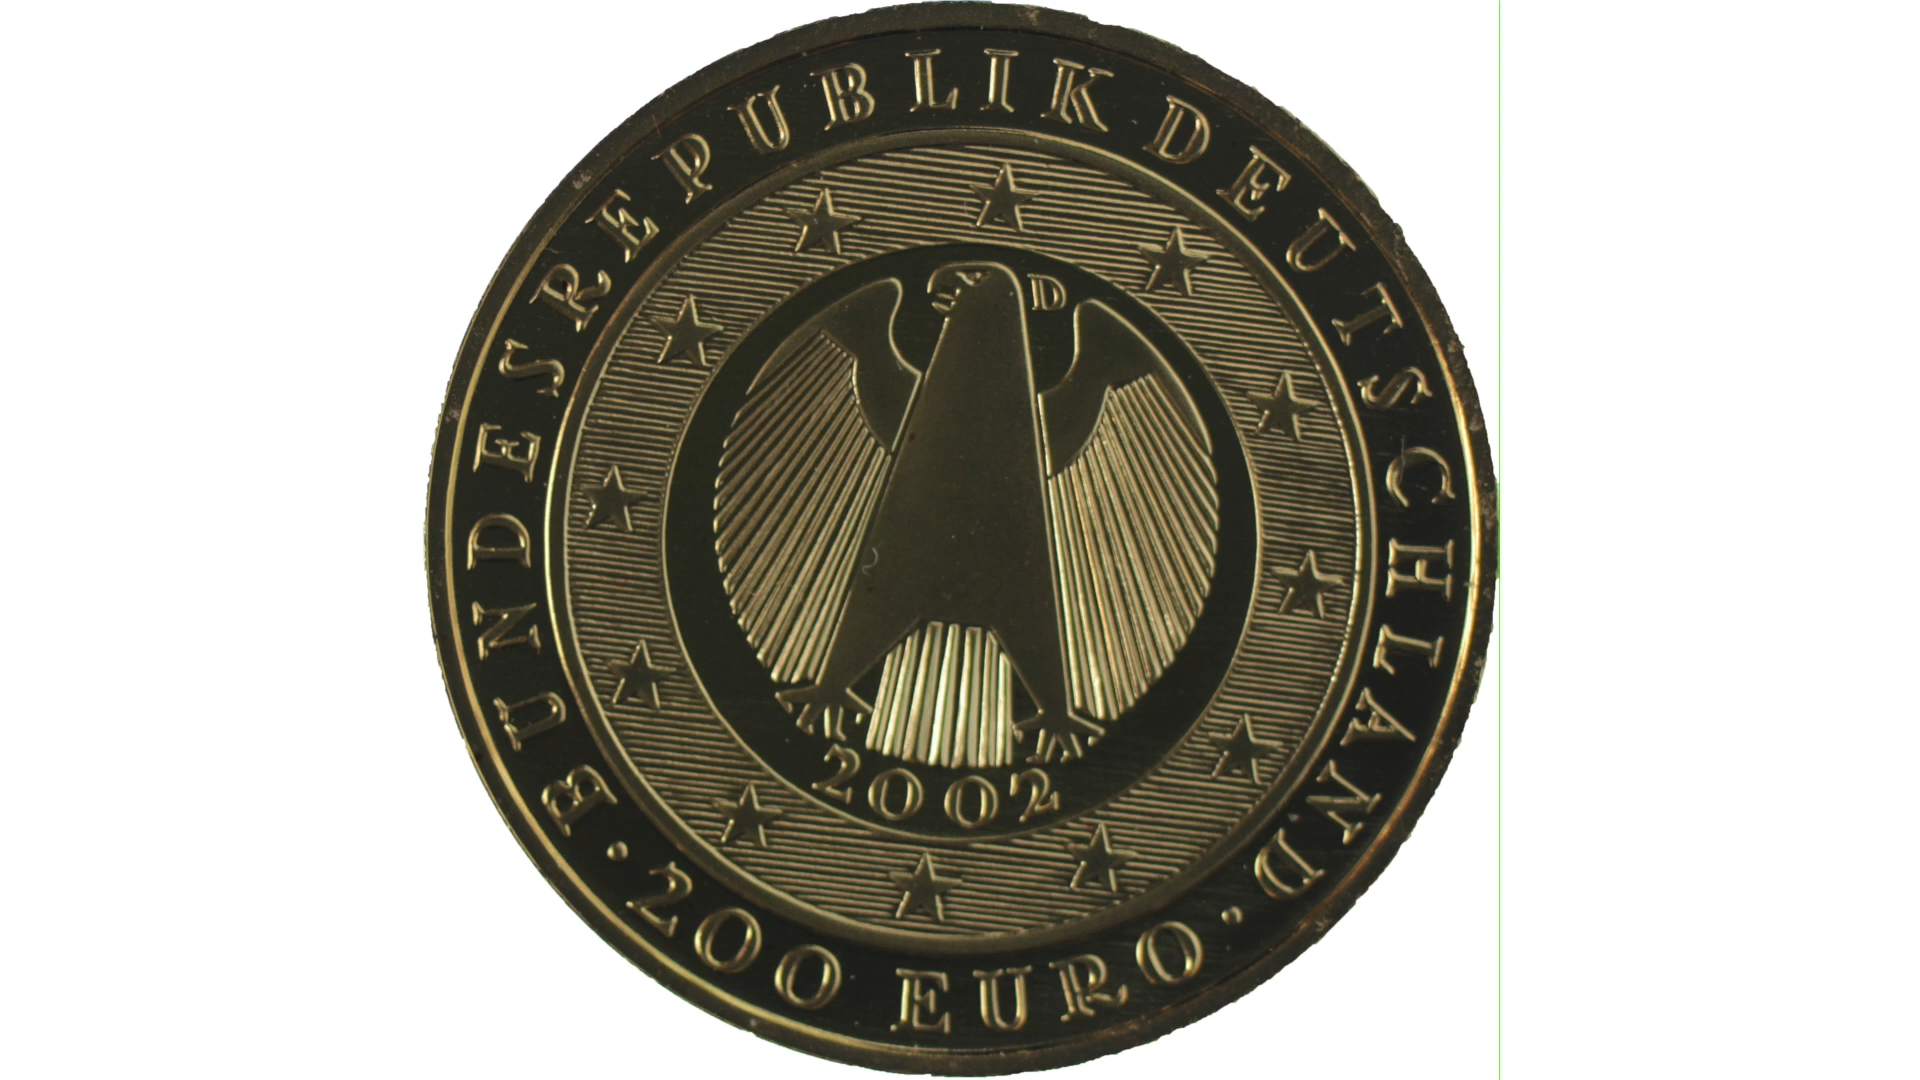 BUNDESREPUBLIK DEUTSCHLAND
· 200 EURO ·
D
2002